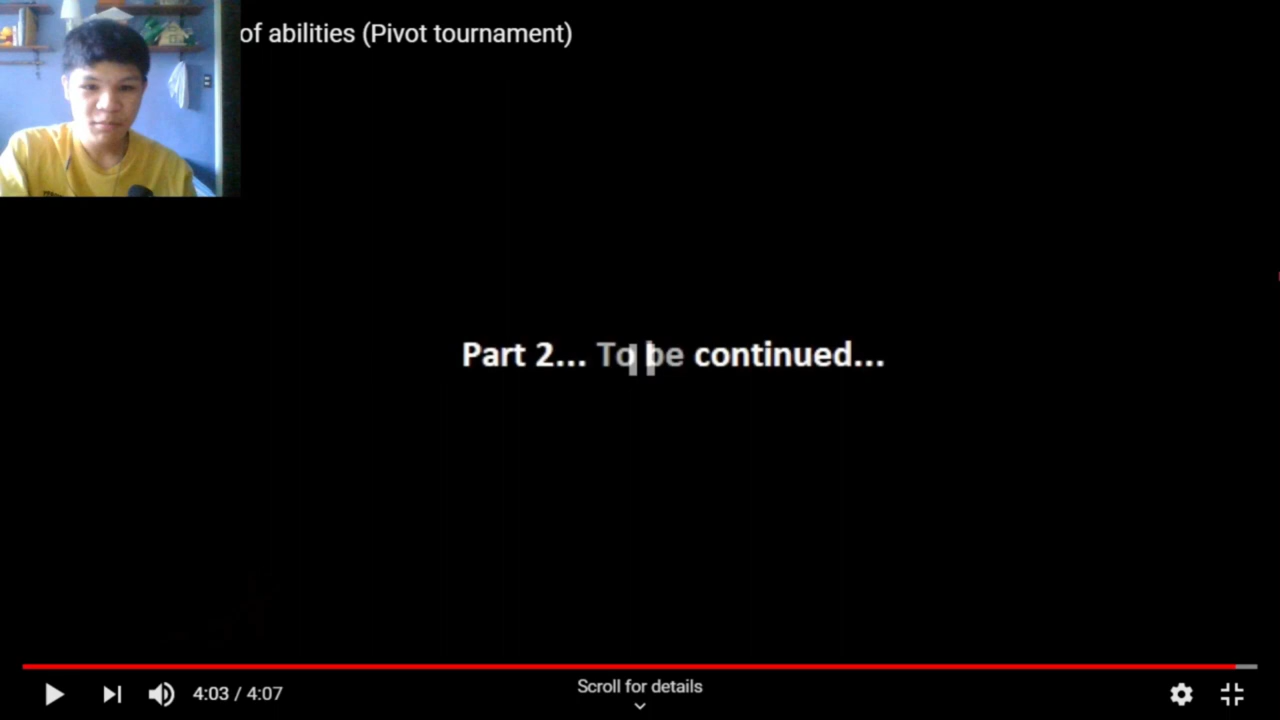 of abilities (Pivot tournament)
Part 2... To be continued...
4:03 / 4:07
Scroll for details